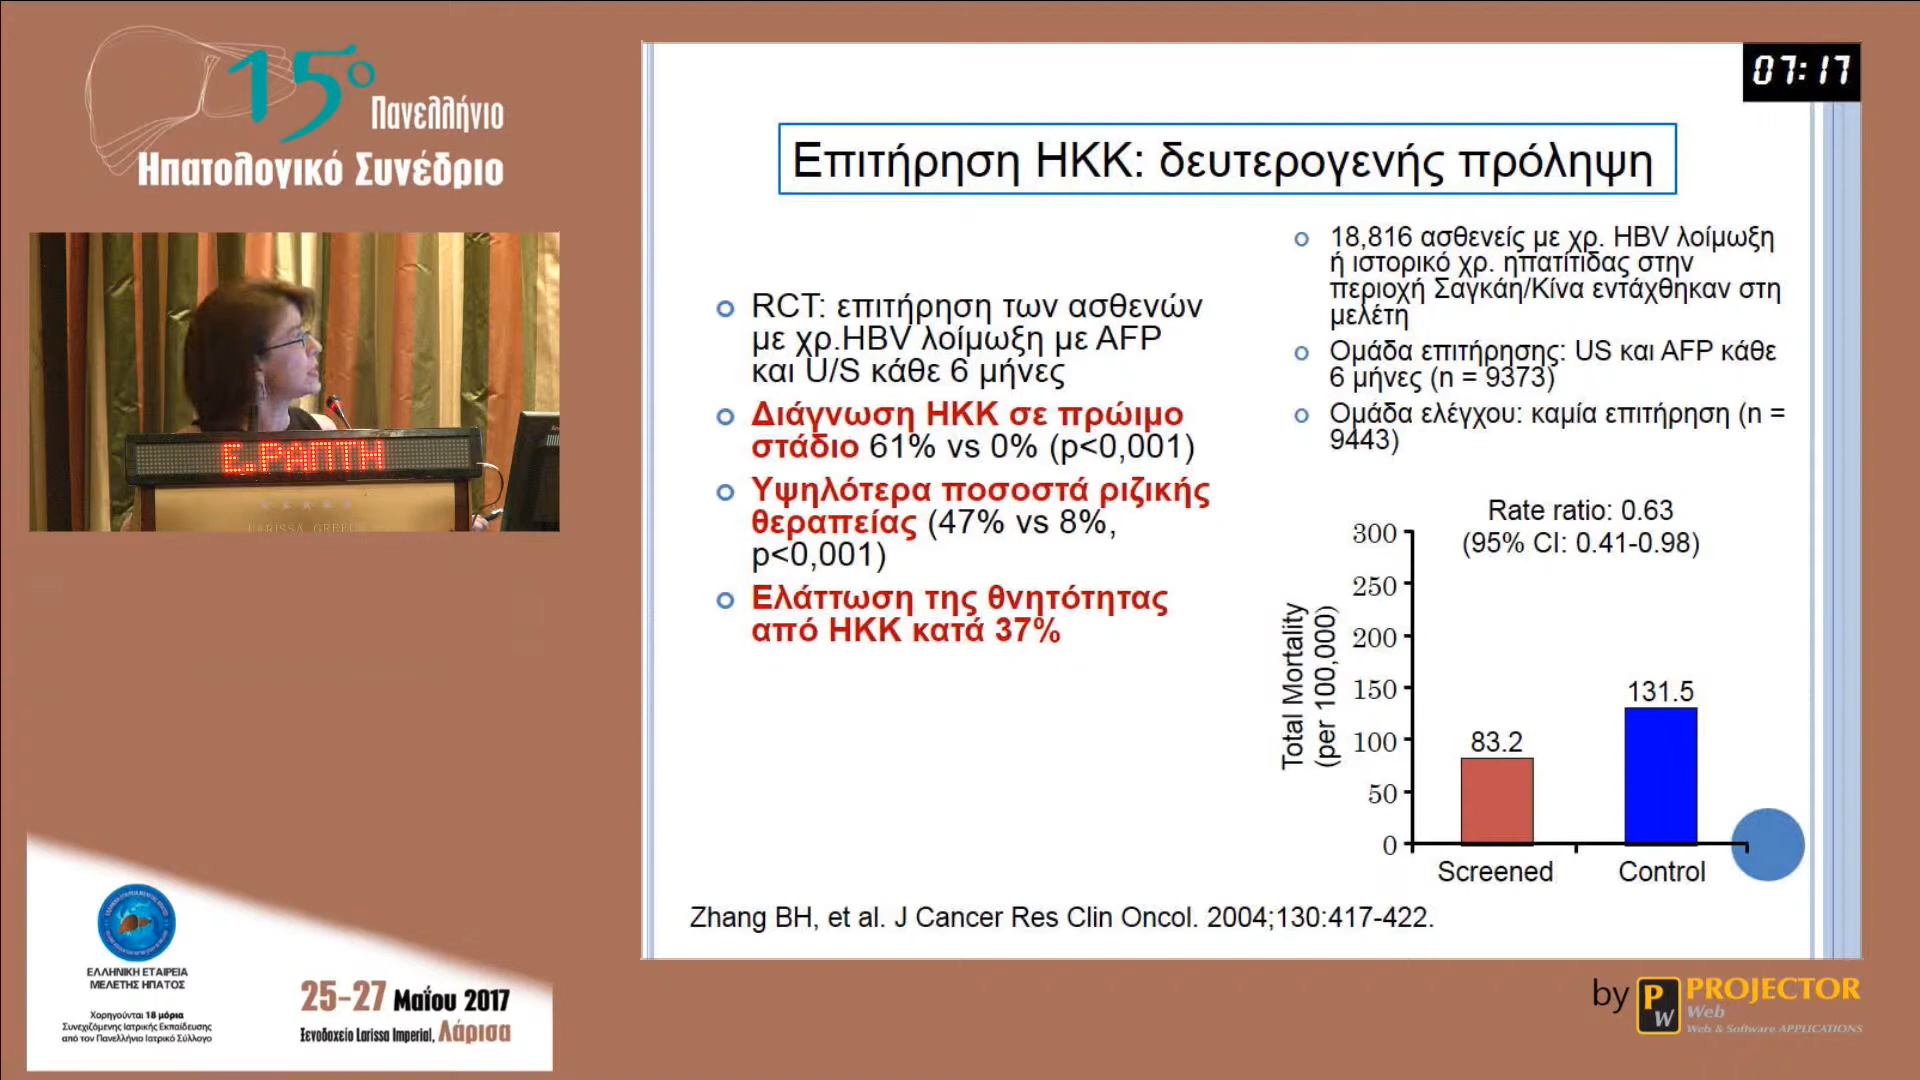 15ο
Πανελλήνιο
Ηπατολογικό Συνέδριο
Ε.ΡΑΠΤΗ
ΕΛΛΗΝΙΚΗ ΕΤΑΙΡΕΙΑ
ΜΕΛΕΤΗΣ ΗΠΑΤΟΣ
Χορηγούνται 18 μόρια
Συνεχιζόμενης Ιατρικής Εκπαίδευσης
από τον Πανελλήνιο Ιατρικό Σύλλογο
25-27 Μαΐου 2017
Ξενοδοχείο Larissa Imperial, Λάρισα
07:17
Επιτήρηση ΗΚΚ: δευτερογενής πρόληψη
RCT: επιτήρηση των ασθενών
με χρ.HBV λοίμωξη με AFP
και U/S κάθε 6 μήνες
Διάγνωση ΗΚΚ σε πρώιμο
στάδιο 61% vs 0% (p<0,001)
Υψηλότερα ποσοστά ριζικής
θεραπείας (47% vs 8%,
p<0,001)
Ελάττωση της θνητότητας
από ΗΚΚ κατά 37%
18,816 ασθενείς με χρ. HBV λοίμωξη
ή ιστορικό χρ. ηπατίτιδας στην
περιοχή Σαγκάη/Κίνα εντάχθηκαν στη
μελέτη
Ομάδα επιτήρησης: US και AFP κάθε
6 μήνες (n = 9373)
Ομάδα ελέγχου: καμία επιτήρηση (n =
9443)
Rate ratio: 0.63
(95% CI: 0.41-0.98)
Total Mortality
(per 100,000)
300
250
200
150
100
50
0
83.2
131.5
Screened
Control
Zhang BH, et al. J Cancer Res Clin Oncol. 2004;130:417-422.
by PW PROJECTOR
Web
Web & Software APPLICATIONS